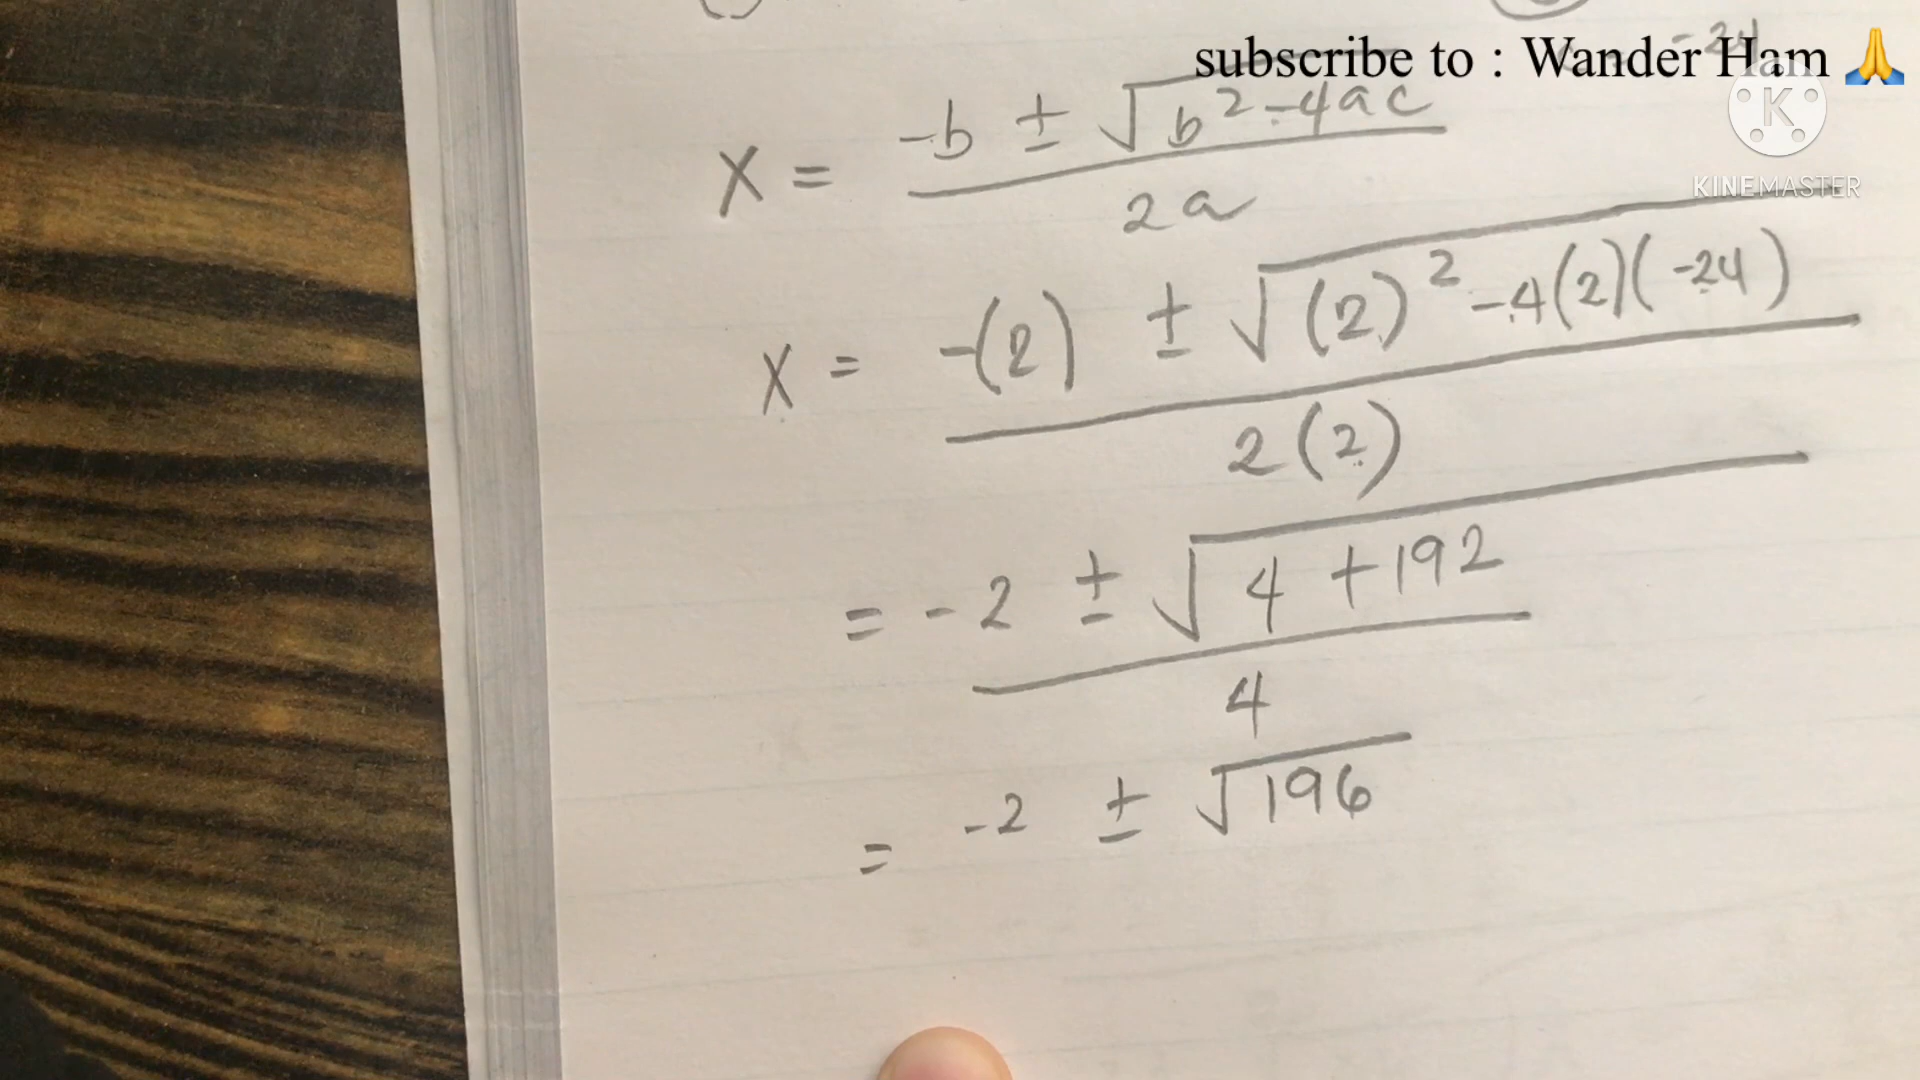 subscribe to : Wander Ham 🙏
-24
KINEMASTER
x = -b ± √b² - 4ac
2a
x = -(2) ± √(2)² - 4(2)(-24)
2(2)
= -2 ± √4 + 192
4
= -2 ± √196